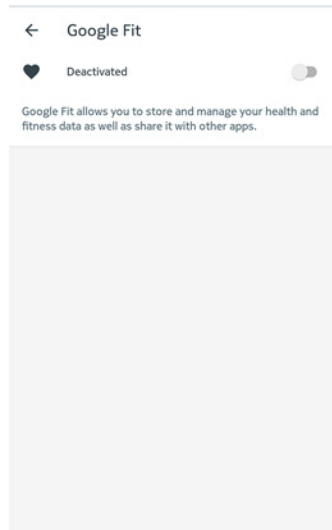 Google Fit
Deactivated
Google Fit allows you to store and manage your health and
fitness data as well as share it with other apps.